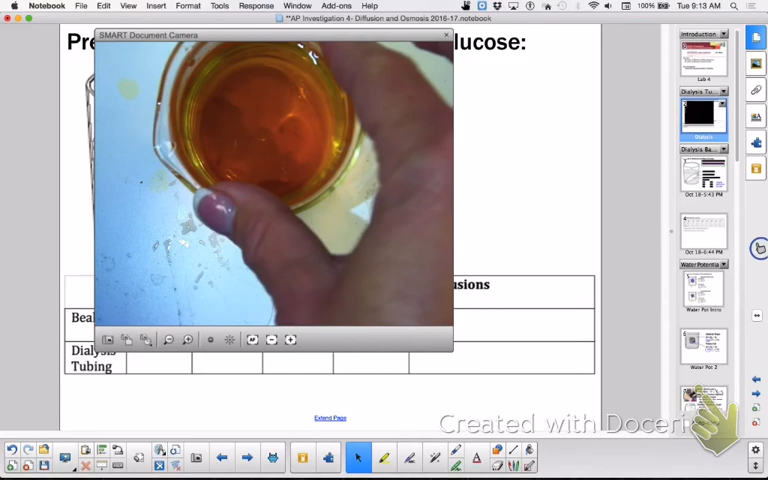 Notebook File Edit View Insert Format Tools Response Window Add-ons Help 100% Tue 9:13 AM
**AP Investigation 4- Diffusion and Osmosis 2016-17.notebook
Pre
lucose:
SMART Document Camera
usions
Beal
Dialysis
Tubing
Extend Page
Created with Doceri
Introduction
Lab 4
Dialysis Tu
Dialysis
Dialysis Ba
Oct 18-5:43 PM
Oct 18-6:44 PM
Water Potential
Water Pot Intro
Water Pot 2